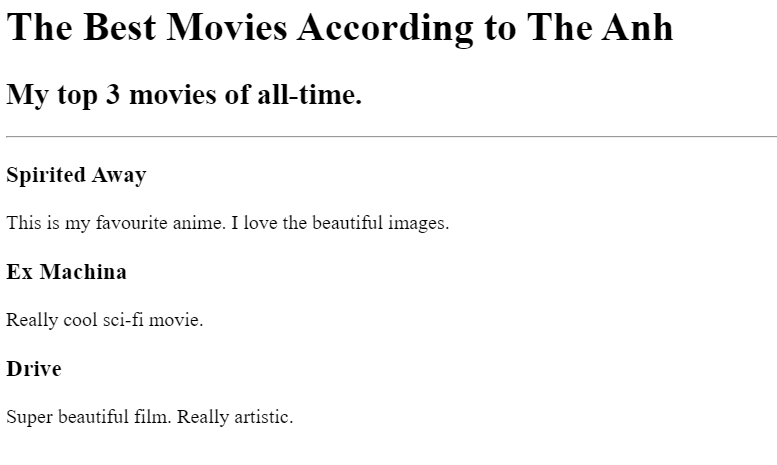 The Best Movies According to The Anh
My top 3 movies of all-time.
Spirited Away
This is my favourite anime. I love the beautiful images.
Ex Machina
Really cool sci-fi movie.
Drive
Super beautiful film. Really artistic.